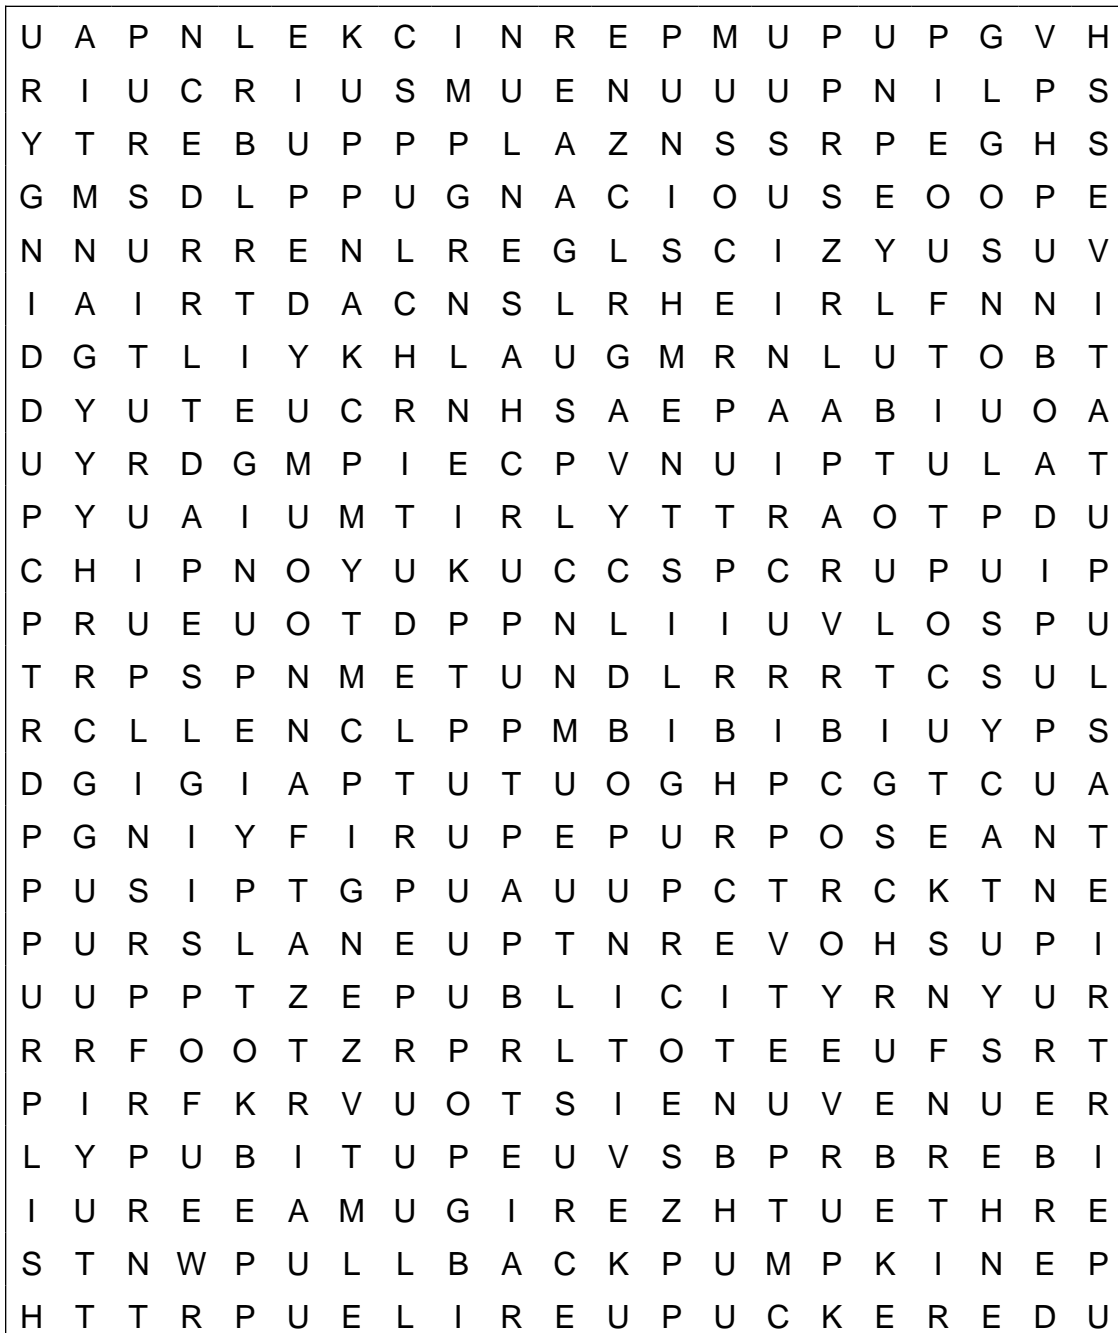 U A P N L E K C I N R E P M U P U P G V H
R I U C R I U S M U E N U U U P N I L P S
Y T R E B U P P P L A Z N S S R P E G H S
G M S D L P P U G N A C I O U S E O O P E
N N U R R E N L R E G L S C I Z Y U S U V
I A I R T D A C N S L R H E I R L F N N I
D G T L I Y K H L A U G M R N L U T O B T
D Y U T E U C R N H S A E P A A B I U O A
U Y R D G M P I E C P V N U I P T U L A T
P Y U A I U M T I R L Y T T R A O T P D U
C H I P N O Y U K U C C S P C R U P U I P
P R U E U O T D P P N L I I U V L O S P U
T R P S P N M E T U N D L R R R T C S U L
R C L L E N C L P P M B I B I B I U Y P S
D G I G I A P T U T U O G H P C G T C U A
P G N I Y F I R U P E P U R P O S E A N T
P U S I P T G P U A U U P C T R C K T N E
P U R S L A N E U P T N R E V O H S U P I
U U P P T Z E P U B L I C I T Y R N Y U R
R R F O O T Z R P R L T O T E E U F S R T
P I R F K R V U O T S I E N U V E N U E R
L Y P U B I T U P E U V S B P R B R E B I
I U R E E A M U G I R E Z H T U E T H R E
S T N W P U L L B A C K P U M P K I N E P
H T T R P U E L I R E U P U C K E R E D U